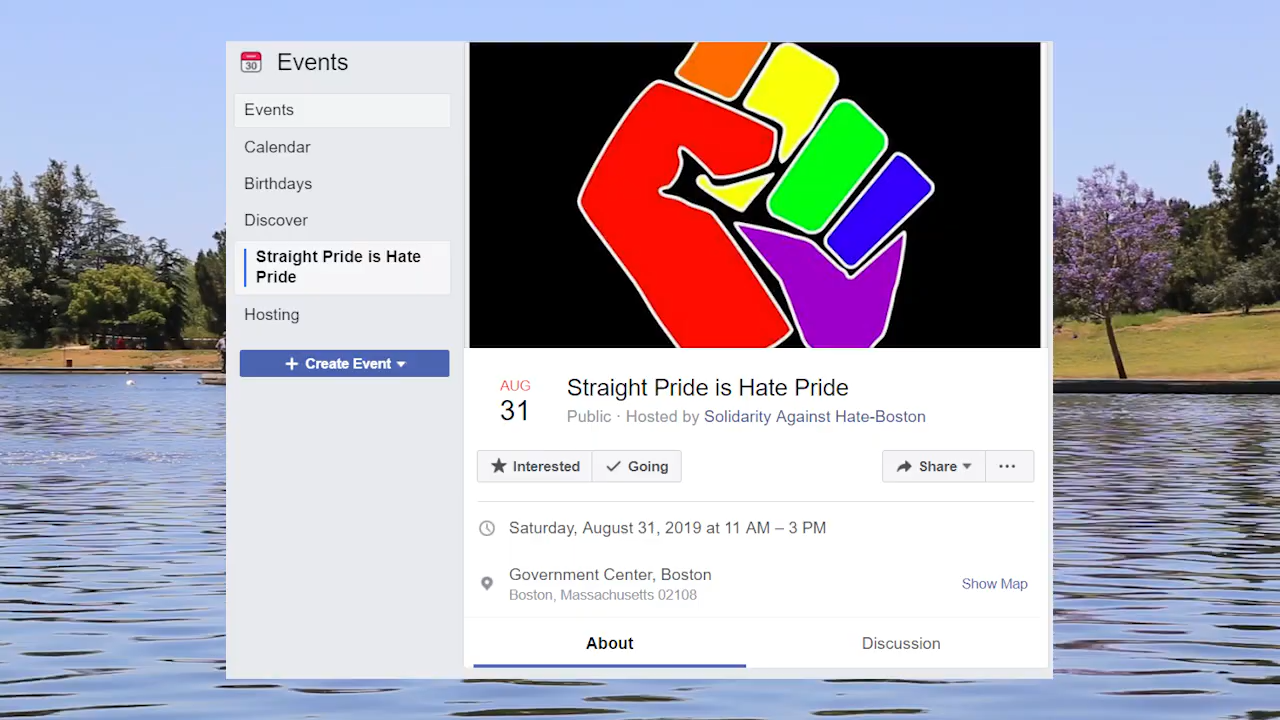 30
Events
Events
Calendar
Birthdays
Discover
Straight Pride is Hate
Pride
Hosting
+ Create Event
AUG
31
Straight Pride is Hate Pride
Public · Hosted by Solidarity Against Hate-Boston
Interested
Going
Share
Saturday, August 31, 2019 at 11 AM – 3 PM
Government Center, Boston
Boston, Massachusetts 02108
Show Map
About
Discussion